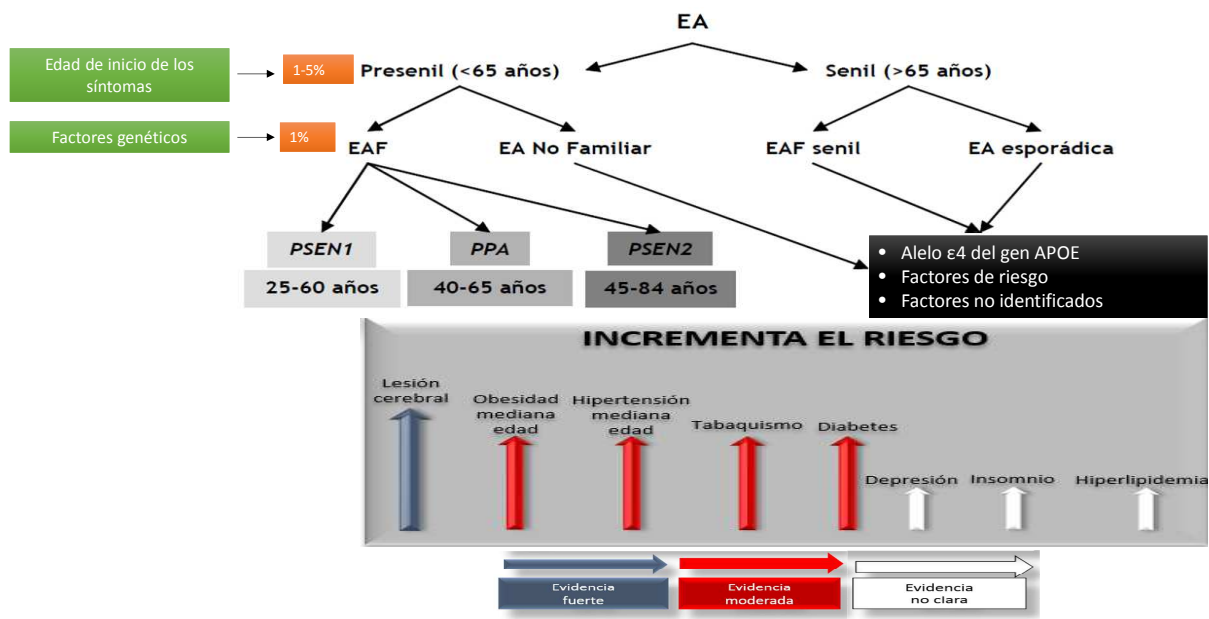 EA
Edad de inicio de los
síntomas
1-5%
Presenil (<65 años)
Senil (>65 años)
Factores genéticos
1%
EAF
EA No Familiar
EAF senil
EA esporádica
PSEN1
PPA
PSEN2
25-60 años
40-65 años
45-84 años
• Alelo ε4 del gen APOE
• Factores de riesgo
• Factores no identificados
INCREMENTA EL RIESGO
Lesión
cerebral
Obesidad
mediana
edad
Hipertensión
mediana
edad
Tabaquismo
Diabetes
Depresión
Insomnio
Hiperlipidemia
Evidencia
fuerte
Evidencia
moderada
Evidencia
no clara